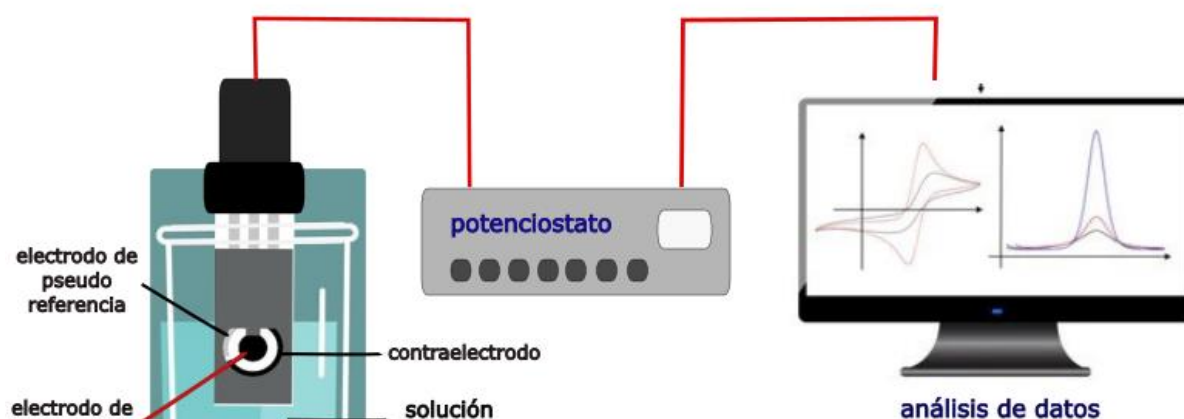 potenciostato
electrodo de
pseudo
referencia
contraelectrodo
electrodo de
solución
análisis de datos